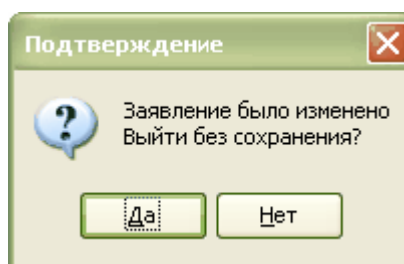 Подтверждение
Заявление было изменено
Выйти без сохранения?
Да
Нет